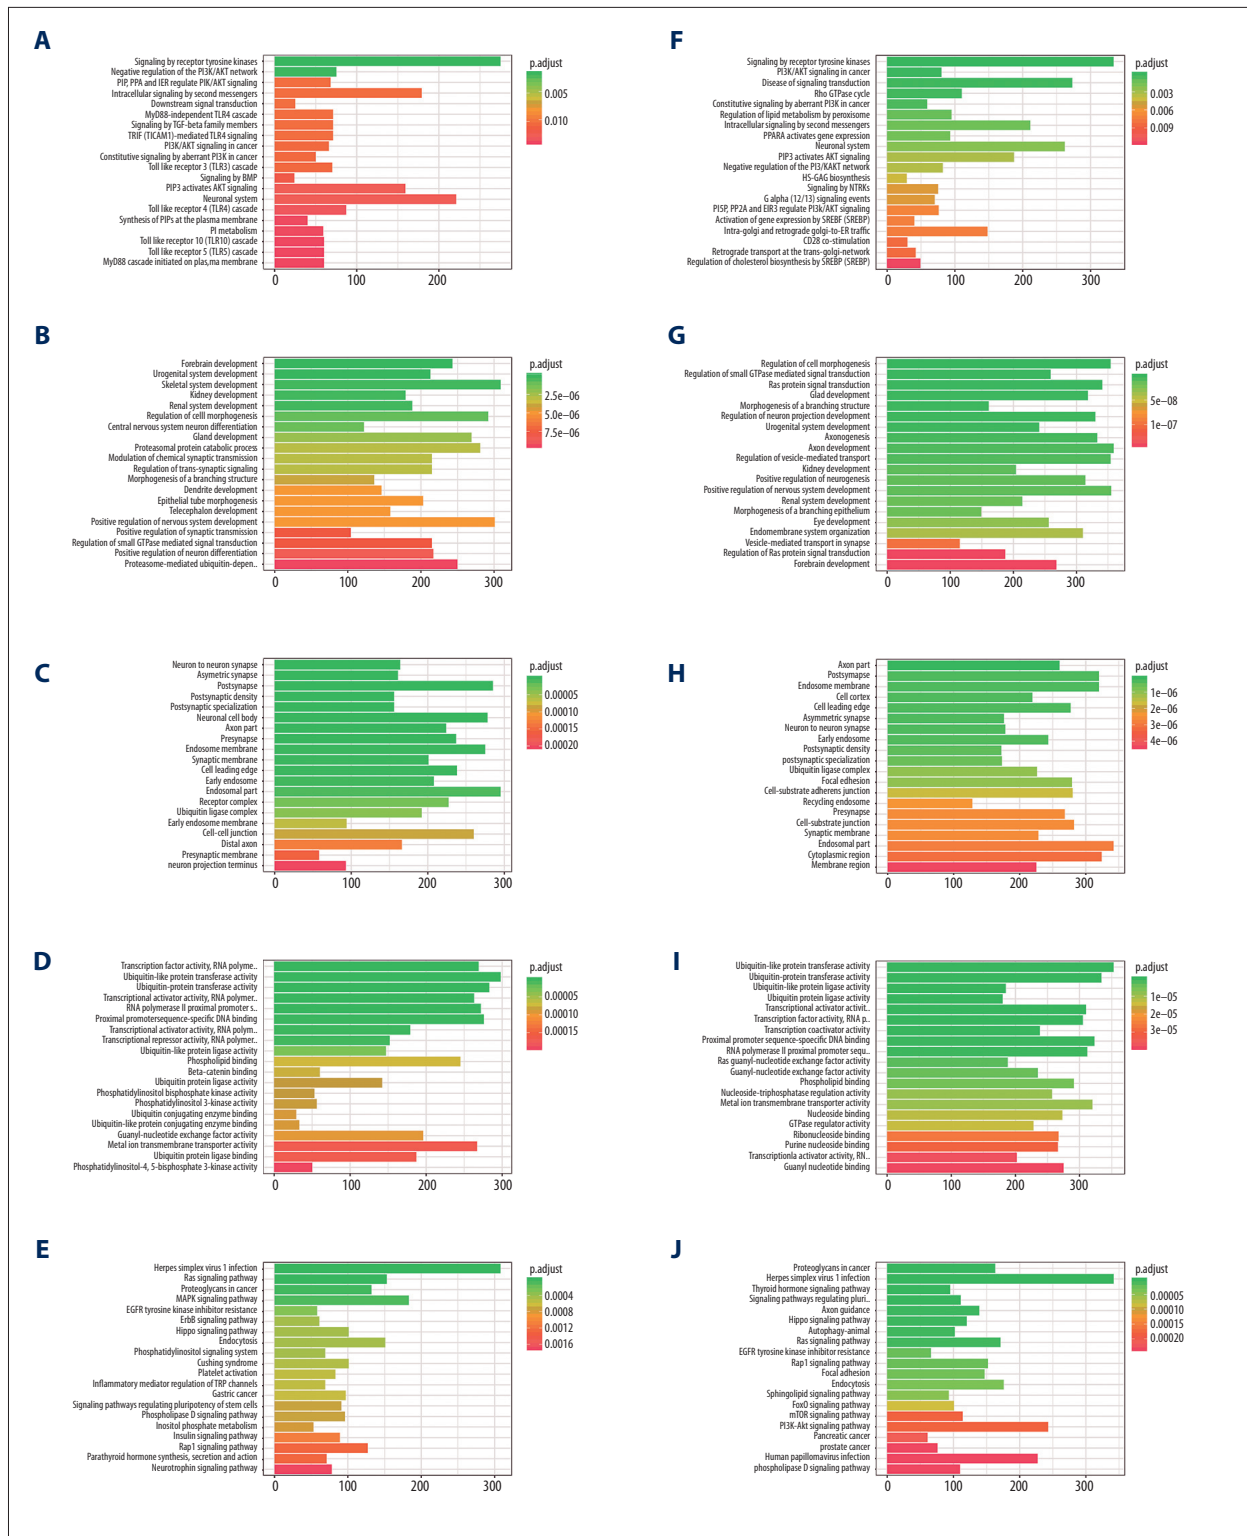 A
Signaling by receptor tyrosine kinases
Negative regulation of the PI3K/AKT network
PIP, PPA and IER regulate PIK/AKT signaling
Intracellular signaling by second messengers
Downstream signal transduction
MyD88-independent TLR4 cascade
Signaling by TGF-beta family members
TRIF (TICAM1)-mediated TLR4 signaling
PI3K/AKT signaling in cancer
Constitutive signaling by aberrant PI3K in cancer
Toll like receptor 3 (TLR3) cascade
Signaling by BMP
PIP3 activates AKT signaling
Neuronal system
Toll like receptor 4 (TLR4) cascade
Synthesis of PIPs at the plasma membrane
PI metabolism
Toll like receptor 10 (TLR10) cascade
Toll like receptor 5 (TLR5) cascade
MyD88 cascade initiated on plas,ma membrane
0 100 200
p.adjust
0.005
0.010
F
Signaling by receptor tyrosine kinases
PI3K/AKT signaling in cancer
Disease of signaling transduction
Rho GTPase cycle
Constitutive signaling by aberrant PI3K in cancer
Regulation of lipid metabolism by peroxisome
Intracellular signaling by second messengers
PPARA activates gene expression
Neuronal system
PIP3 activates AKT signaling
Negative regulation of the PI3/KAKT network
HS-GAG biosynthesis
Signaling by NTRKs
G alpha (12/13) signaling events
PI5P, PP2A and EIR3 regulate PI3k/AKT signaling
Activation of gene expression by SREBF (SREBP)
Intra-golgi and retrograde golgi-to-ER traffic
CD28 co-stimulation
Retrograde transport at the trans-golgi-network
Regulation of cholesterol biosynthesis by SREBP (SREBP)
0 100 200 300
p.adjust
0.003
0.006
0.009
B
Forebrain development
Urogenital system development
Skeletal system development
Kidney development
Renal system development
Regulation of celll morphogenesis
Central nervous system neuron differentiation
Gland development
Proteasomal protein catabolic process
Modulation of chemical synaptic transmission
Regulation of trans-synaptic signaling
Morphogenesis of a branching structure
Dendrite development
Epithelial tube morphogenesis
Telecephalon development
Positive regulation of nervous system development
Positive regulation of synaptic transmission
Regulation of small GTPase mediated signal transduction
Positive regulation of neuron differentiation
Proteasome-mediated ubiquitin-depen..
0 100 200 300
p.adjust
2.5e−06
5.0e−06
7.5e−06
G
Regulation of cell morphogenesis
Regulation of small GTPase mediated signal transduction
Ras protein signal transduction
Glad development
Morphogenesis of a branching structure
Regulation of neuron projection development
Urogenital system development
Axonogenesis
Axon development
Regulation of vesicle-mediated transport
Kidney development
Positive regulation of neurogenesis
Positive regulation of nervous system development
Renal system development
Morphogenesis of a branching epithelium
Eye development
Endomembrane system organization
Vesicle-mediated transport in synapse
Regulation of Ras protein signal transduction
Forebrain development
0 100 200 300
p.adjust
5e−08
1e−07
C
Neuron to neuron synapse
Asymetric synapse
Postsynapse
Postsynaptic density
Postsynaptic specialization
Neuronal cell body
Axon part
Presynapse
Endosome membrane
Synaptic membrane
Cell leading edge
Early endosome
Endosomal part
Receptor complex
Ubiquitin ligase complex
Early endosome membrane
Cell-cell junction
Distal axon
Presynaptic membrane
neuron projection terminus
0 100 200 300
p.adjust
0.00005
0.00010
0.00015
0.00020
H
Axon part
Postsymapse
Endosome membrane
Cell cortex
Cell leading edge
Asymmetric synapse
Neuron to neuron synapse
Early endosome
Postsynaptic density
postsynaptic specialization
Ubiquitin ligase complex
Focal edhesion
Cell-substrate adherens junction
Recycling endosome
Presynapse
Cell-substrate junction
Synaptic membrane
Endosomal part
Cytoplasmic region
Membrane region
0 100 200 300
p.adjust
1e−06
2e−06
3e−06
4e−06
D
Transcription factor activity, RNA polyme..
Ubiquitin-like protein transferase activity
Ubiquitin-protein transferase activity
Transcriptional activator activity, RNA polymer..
RNA polymerase II proximal promoter s..
Proximal promotersequence-specific DNA binding
Transcriptional activator activity, RNA polym..
Transcriptional repressor activity, RNA polymer..
Ubiquitin-like protein ligase activity
Phospholipid binding
Beta-catenin binding
Ubiquitin protein ligase activity
Phosphatidylinositol bisphosphate kinase activity
Phosphatidylinositol 3-kinase activity
Ubiquitin conjugating enzyme binding
Ubiquitin-like protein conjugating enzyme binding
Guanyl-nucleotide exchange factor activity
Metal ion transmembrane transporter activity
Ubiquitin protein ligase binding
Phosphatidylinositol-4, 5-bisphosphate 3-kinase activity
0 100 200 300
p.adjust
0.00005
0.00010
0.00015
I
Ubiquitin-like protein transferase activity
Ubiquitin-protein transferase activity
Ubiquitin-like protein ligase activity
Ubiquitin protein ligase activity
Transcriptional activator activit..
Transcription factor activity, RNA p..
Transcription coactivator activity
Proximal promoter sequence-spoecific DNA binding
RNA polymerase II proximal promoter sequ..
Ras guanyl-nucleotide exchange factor activity
Guanyl-nucleotide exchange factor activity
Phospholipid binding
Nucleoside-triphosphatase regulation activity
Metal ion transmembrane transporter activity
Nucleoside binding
GTPase regulator activity
Ribonucleoside binding
Purine nucleoside binding
Transcriptionla activator activity, RN..
Guanyl nucleotide binding
0 100 200 300
p.adjust
1e−05
2e−05
3e−05
E
Herpes simplex virus 1 infection
Ras signaling pathway
Proteoglycans in cancer
MAPK signaling pathway
EGFR tyrosine kinase inhibitor resistance
ErbB signaling pathway
Hippo signaling pathway
Endocytosis
Phosphatidylinositol signaling system
Cushing syndrome
Platelet activation
Inflammatory mediator regulation of TRP channels
Gastric cancer
Signaling pathways regulating pluripotency of stem cells
Phospholipase D signaling pathway
Inositol phosphate metabolism
Insulin signaling pathway
Rap1 signaling pathway
Parathyroid hormone synthesis, secretion and action
Neurotrophin signaling pathway
0 100 200 300
p.adjust
0.0004
0.0008
0.0012
0.0016
J
Proteoglycans in cancer
Herpes simplex virus 1 infection
Thyroid hormone signaling pathway
Signaling pathways regulating pluri..
Axon guidance
Hippo signaling pathway
Autophagy-animal
Ras signaling pathway
EGFR tyrosine kinase inhibitor resistance
Rap1 signaling pathway
Focal adhesion
Endocytosis
Sphingolipid signaling pathway
FoxO signaling pathway
mTOR signaling pathway
PI3K-Akt signaling pathway
Pancreatic cancer
prostate cancer
Human papillomavirus infection
phospholipase D signaling pathway
0 100 200 300
p.adjust
0.00005
0.00010
0.00015
0.00020